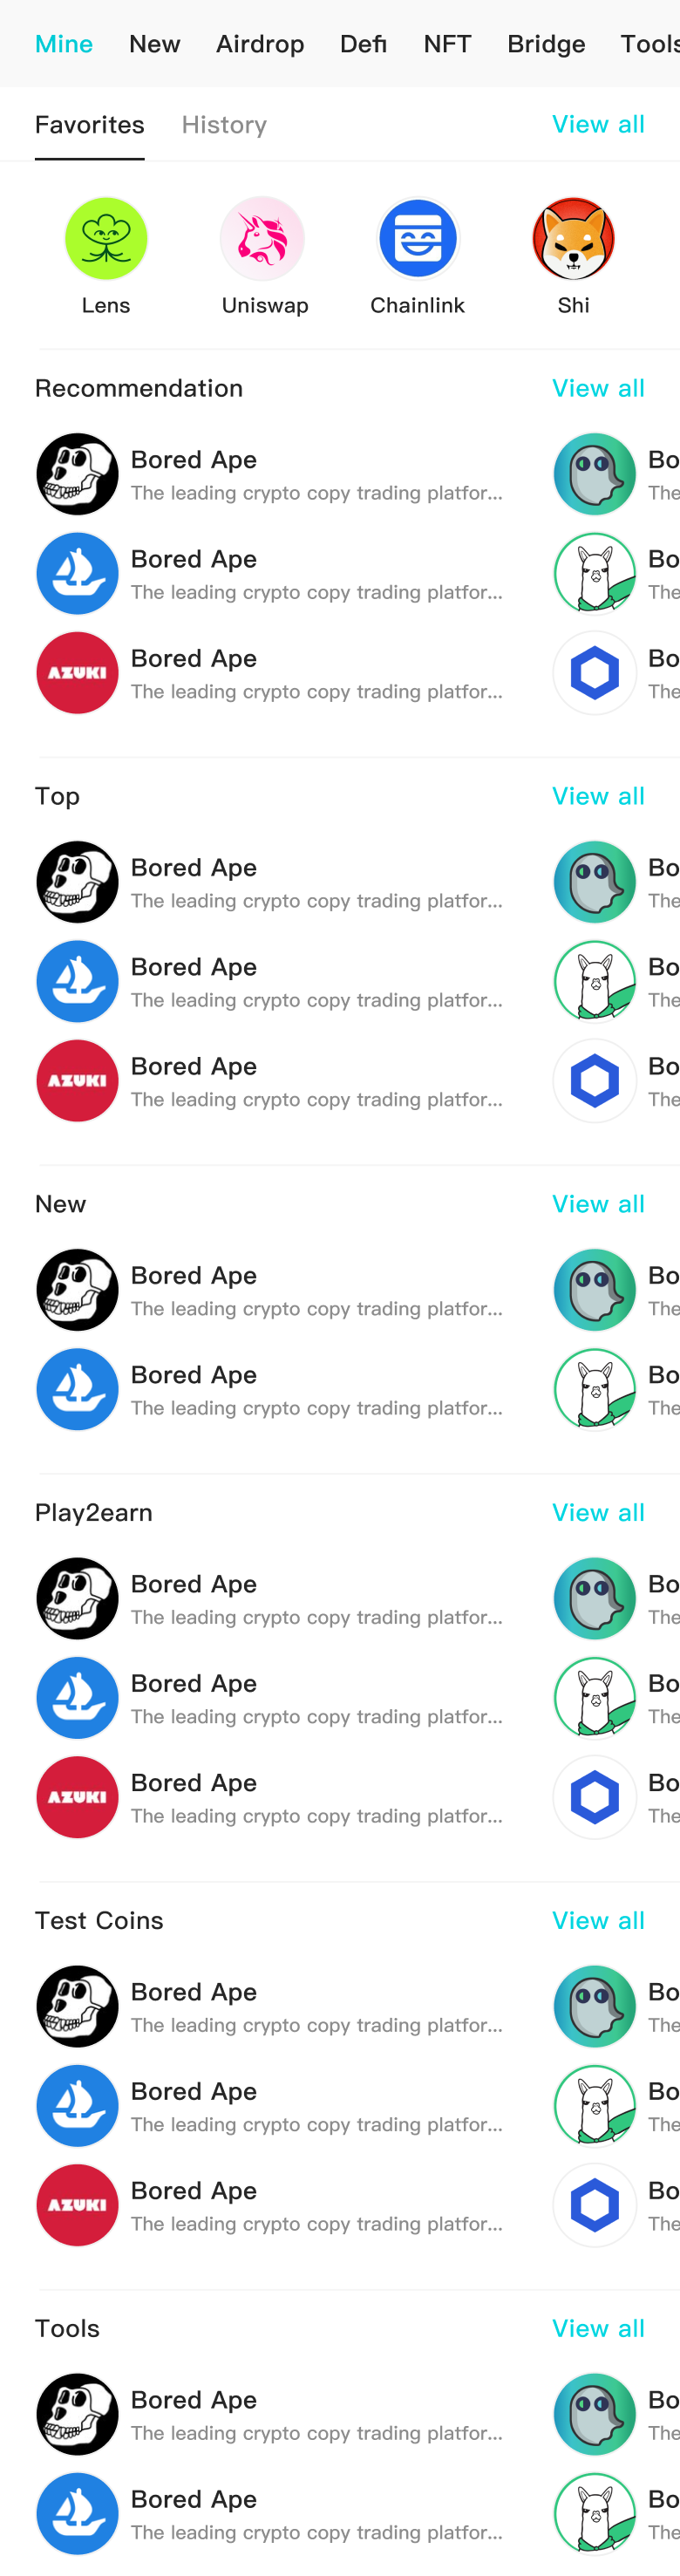 Mine New Airdrop Defi NFT Bridge Tools
Favorites History View all
Lens Uniswap Chainlink Shi
Recommendation View all
Bored Ape Bo
The leading crypto copy trading platfor... The
Bored Ape Bo
The leading crypto copy trading platfor... The
AZUKI
Bored Ape Bo
The leading crypto copy trading platfor... The
Top View all
Bored Ape Bo
The leading crypto copy trading platfor... The
Bored Ape Bo
The leading crypto copy trading platfor... The
AZUKI
Bored Ape Bo
The leading crypto copy trading platfor... The
New View all
Bored Ape Bo
The leading crypto copy trading platfor... The
Bored Ape Bo
The leading crypto copy trading platfor... The
Play2earn View all
Bored Ape Bo
The leading crypto copy trading platfor... The
Bored Ape Bo
The leading crypto copy trading platfor... The
AZUKI
Bored Ape Bo
The leading crypto copy trading platfor... The
Test Coins View all
Bored Ape Bo
The leading crypto copy trading platfor... The
Bored Ape Bo
The leading crypto copy trading platfor... The
AZUKI
Bored Ape Bo
The leading crypto copy trading platfor... The
Tools View all
Bored Ape Bo
The leading crypto copy trading platfor... The
Bored Ape Bo
The leading crypto copy trading platfor... The